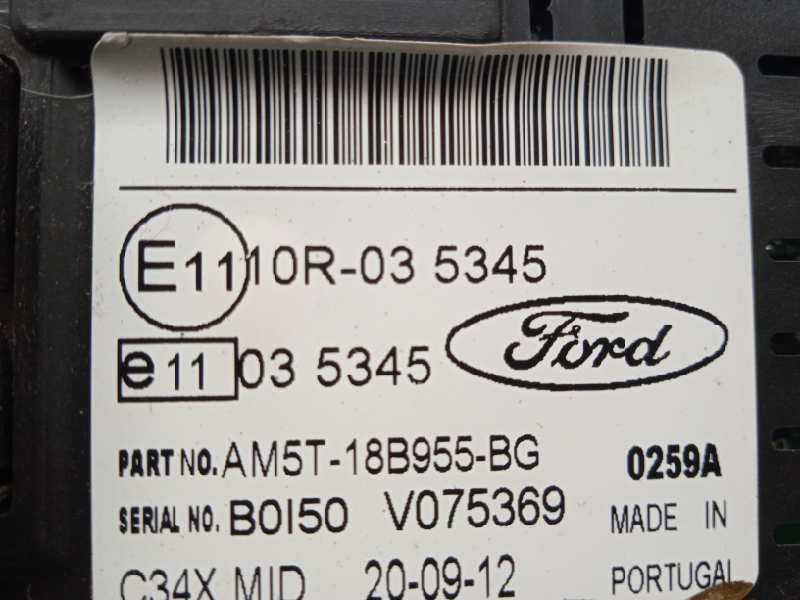 E11 10R-03 5345
e11 03 5345
Ford
PART NO. AM5T-18B955-BG 0259A
SERIAL NO. B0I50 V075369 MADE IN
C34X MID 20-09-12 PORTUGAL